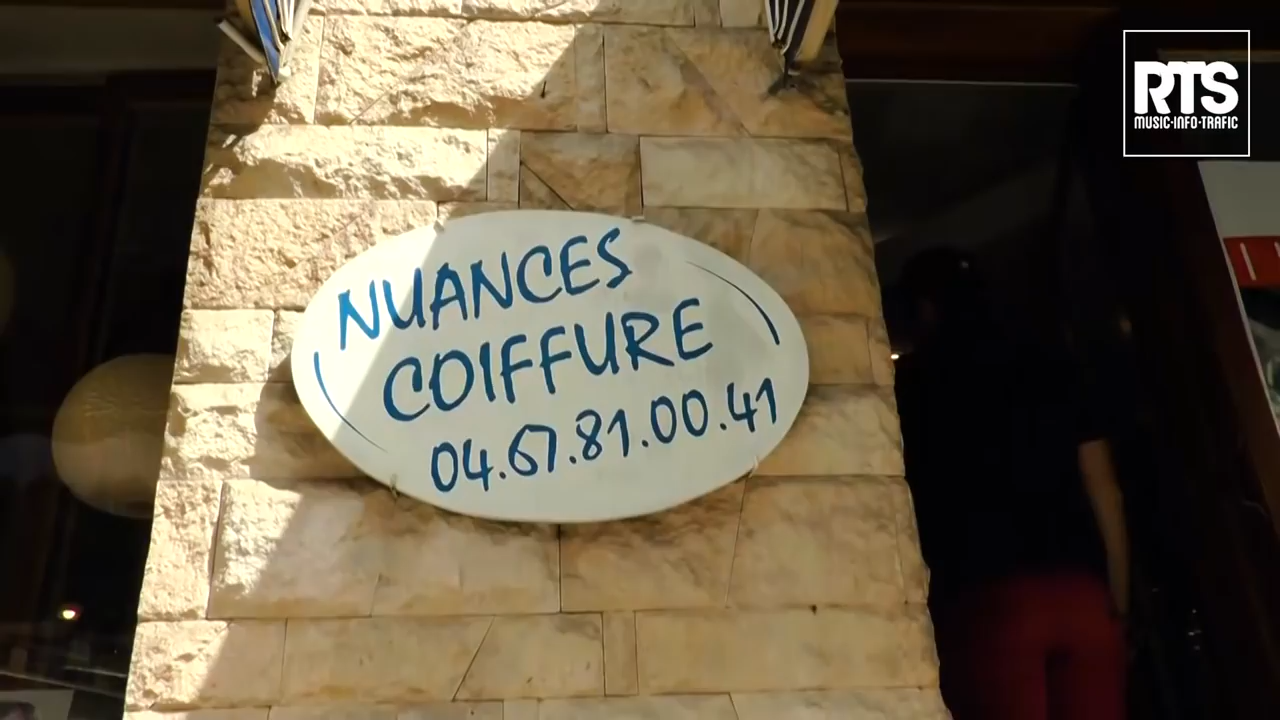 NUANCES
COIFFURE
04.67.81.00.41
RTS
MUSIC·INFO·TRAFIC